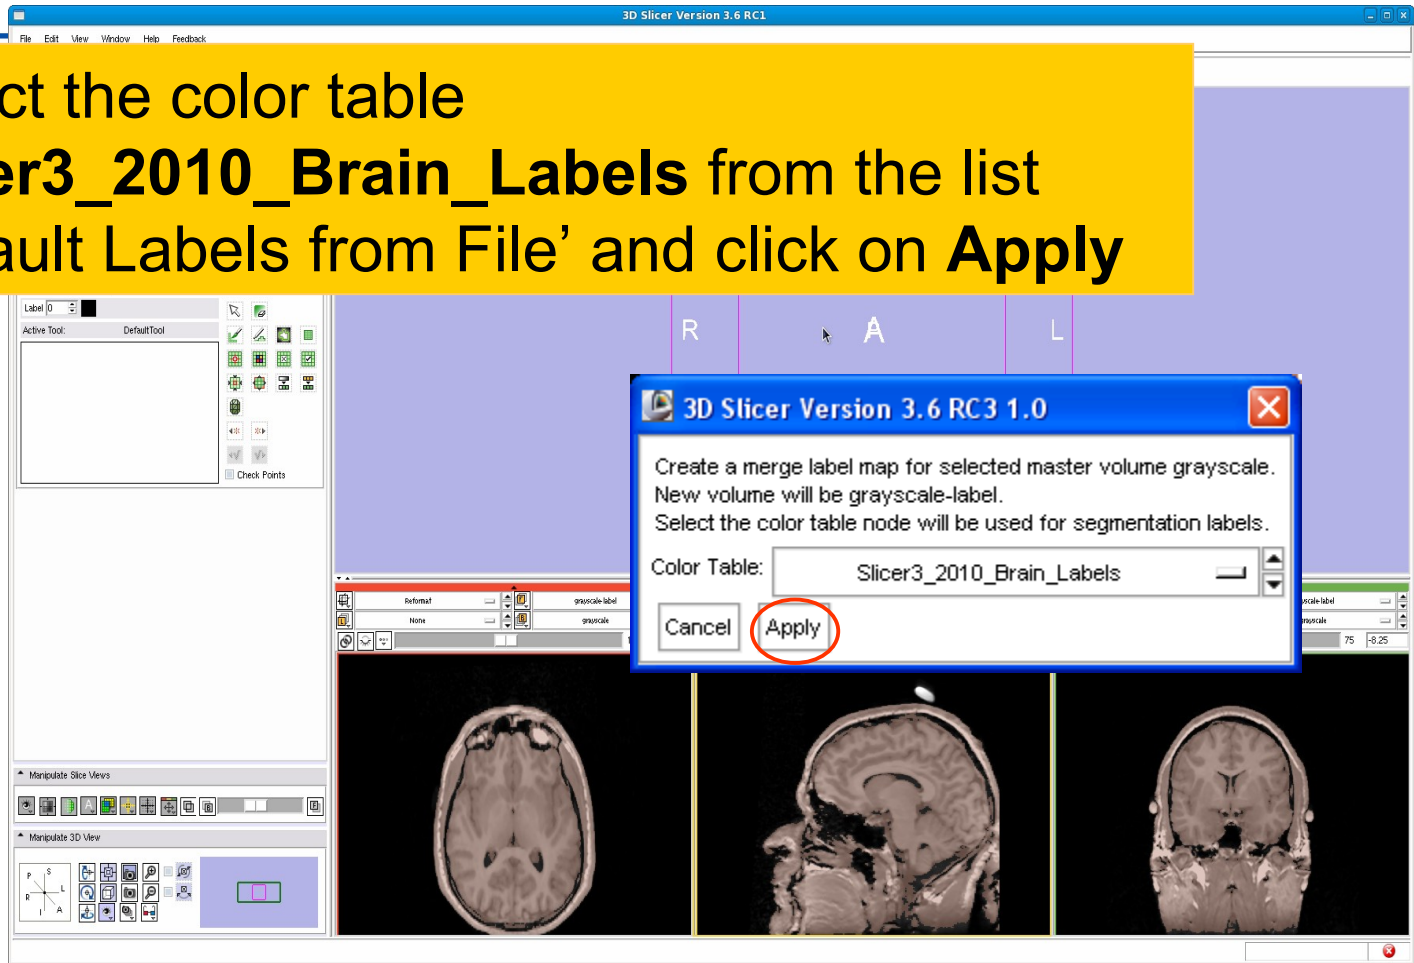 3D Slicer Version 3.6 RC1
File Edit View Window Help Feedback
ct the color table
er3_2010_Brain_Labels from the list
ault Labels from File’ and click on Apply
Label 0
Active Tool: DefaultTool
Check Points
R A L
3D Slicer Version 3.6 RC3 1.0
Create a merge label map for selected master volume grayscale.
New volume will be grayscale-label.
Select the color table node will be used for segmentation labels.
Color Table: Slicer3_2010_Brain_Labels
Cancel Apply
Reformat grayscale-label
None grayscale
75 -8.25
Manipulate Slice Views
Manipulate 3D View
P S
R L
I A